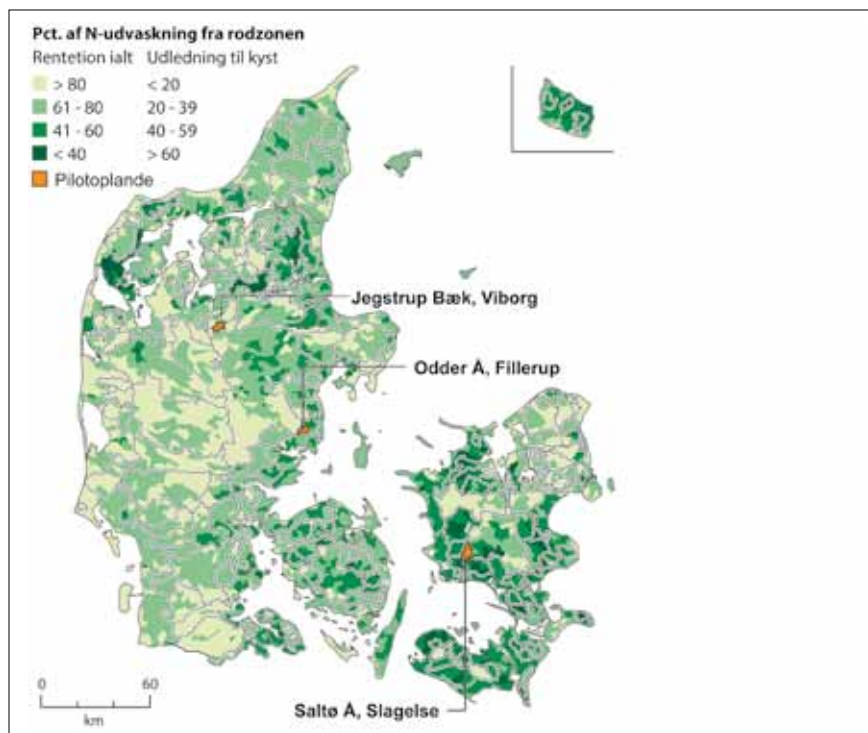 Pct. af N-udvaskning fra rodzonen
Rentetion ialt Udledning til kyst
> 80 < 20
61 - 80 20 - 39
41 - 60 40 - 59
< 40 > 60
Pilotoplande
Jegstrup Bæk, Viborg
Odder Å, Fillerup
Saltø Å, Slagelse
0 60
km